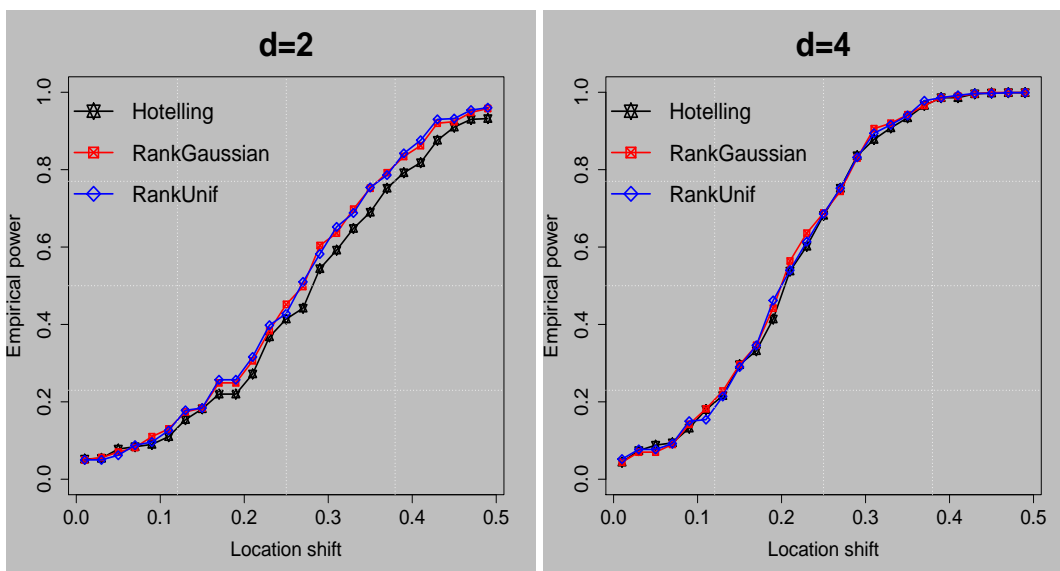 d=2
Hotelling
RankGaussian
RankUnif
Empirical power
0.0 0.2 0.4 0.6 0.8 1.0
0.0 0.1 0.2 0.3 0.4 0.5
Location shift
d=4
Hotelling
RankGaussian
RankUnif
Empirical power
0.0 0.2 0.4 0.6 0.8 1.0
0.0 0.1 0.2 0.3 0.4 0.5
Location shift